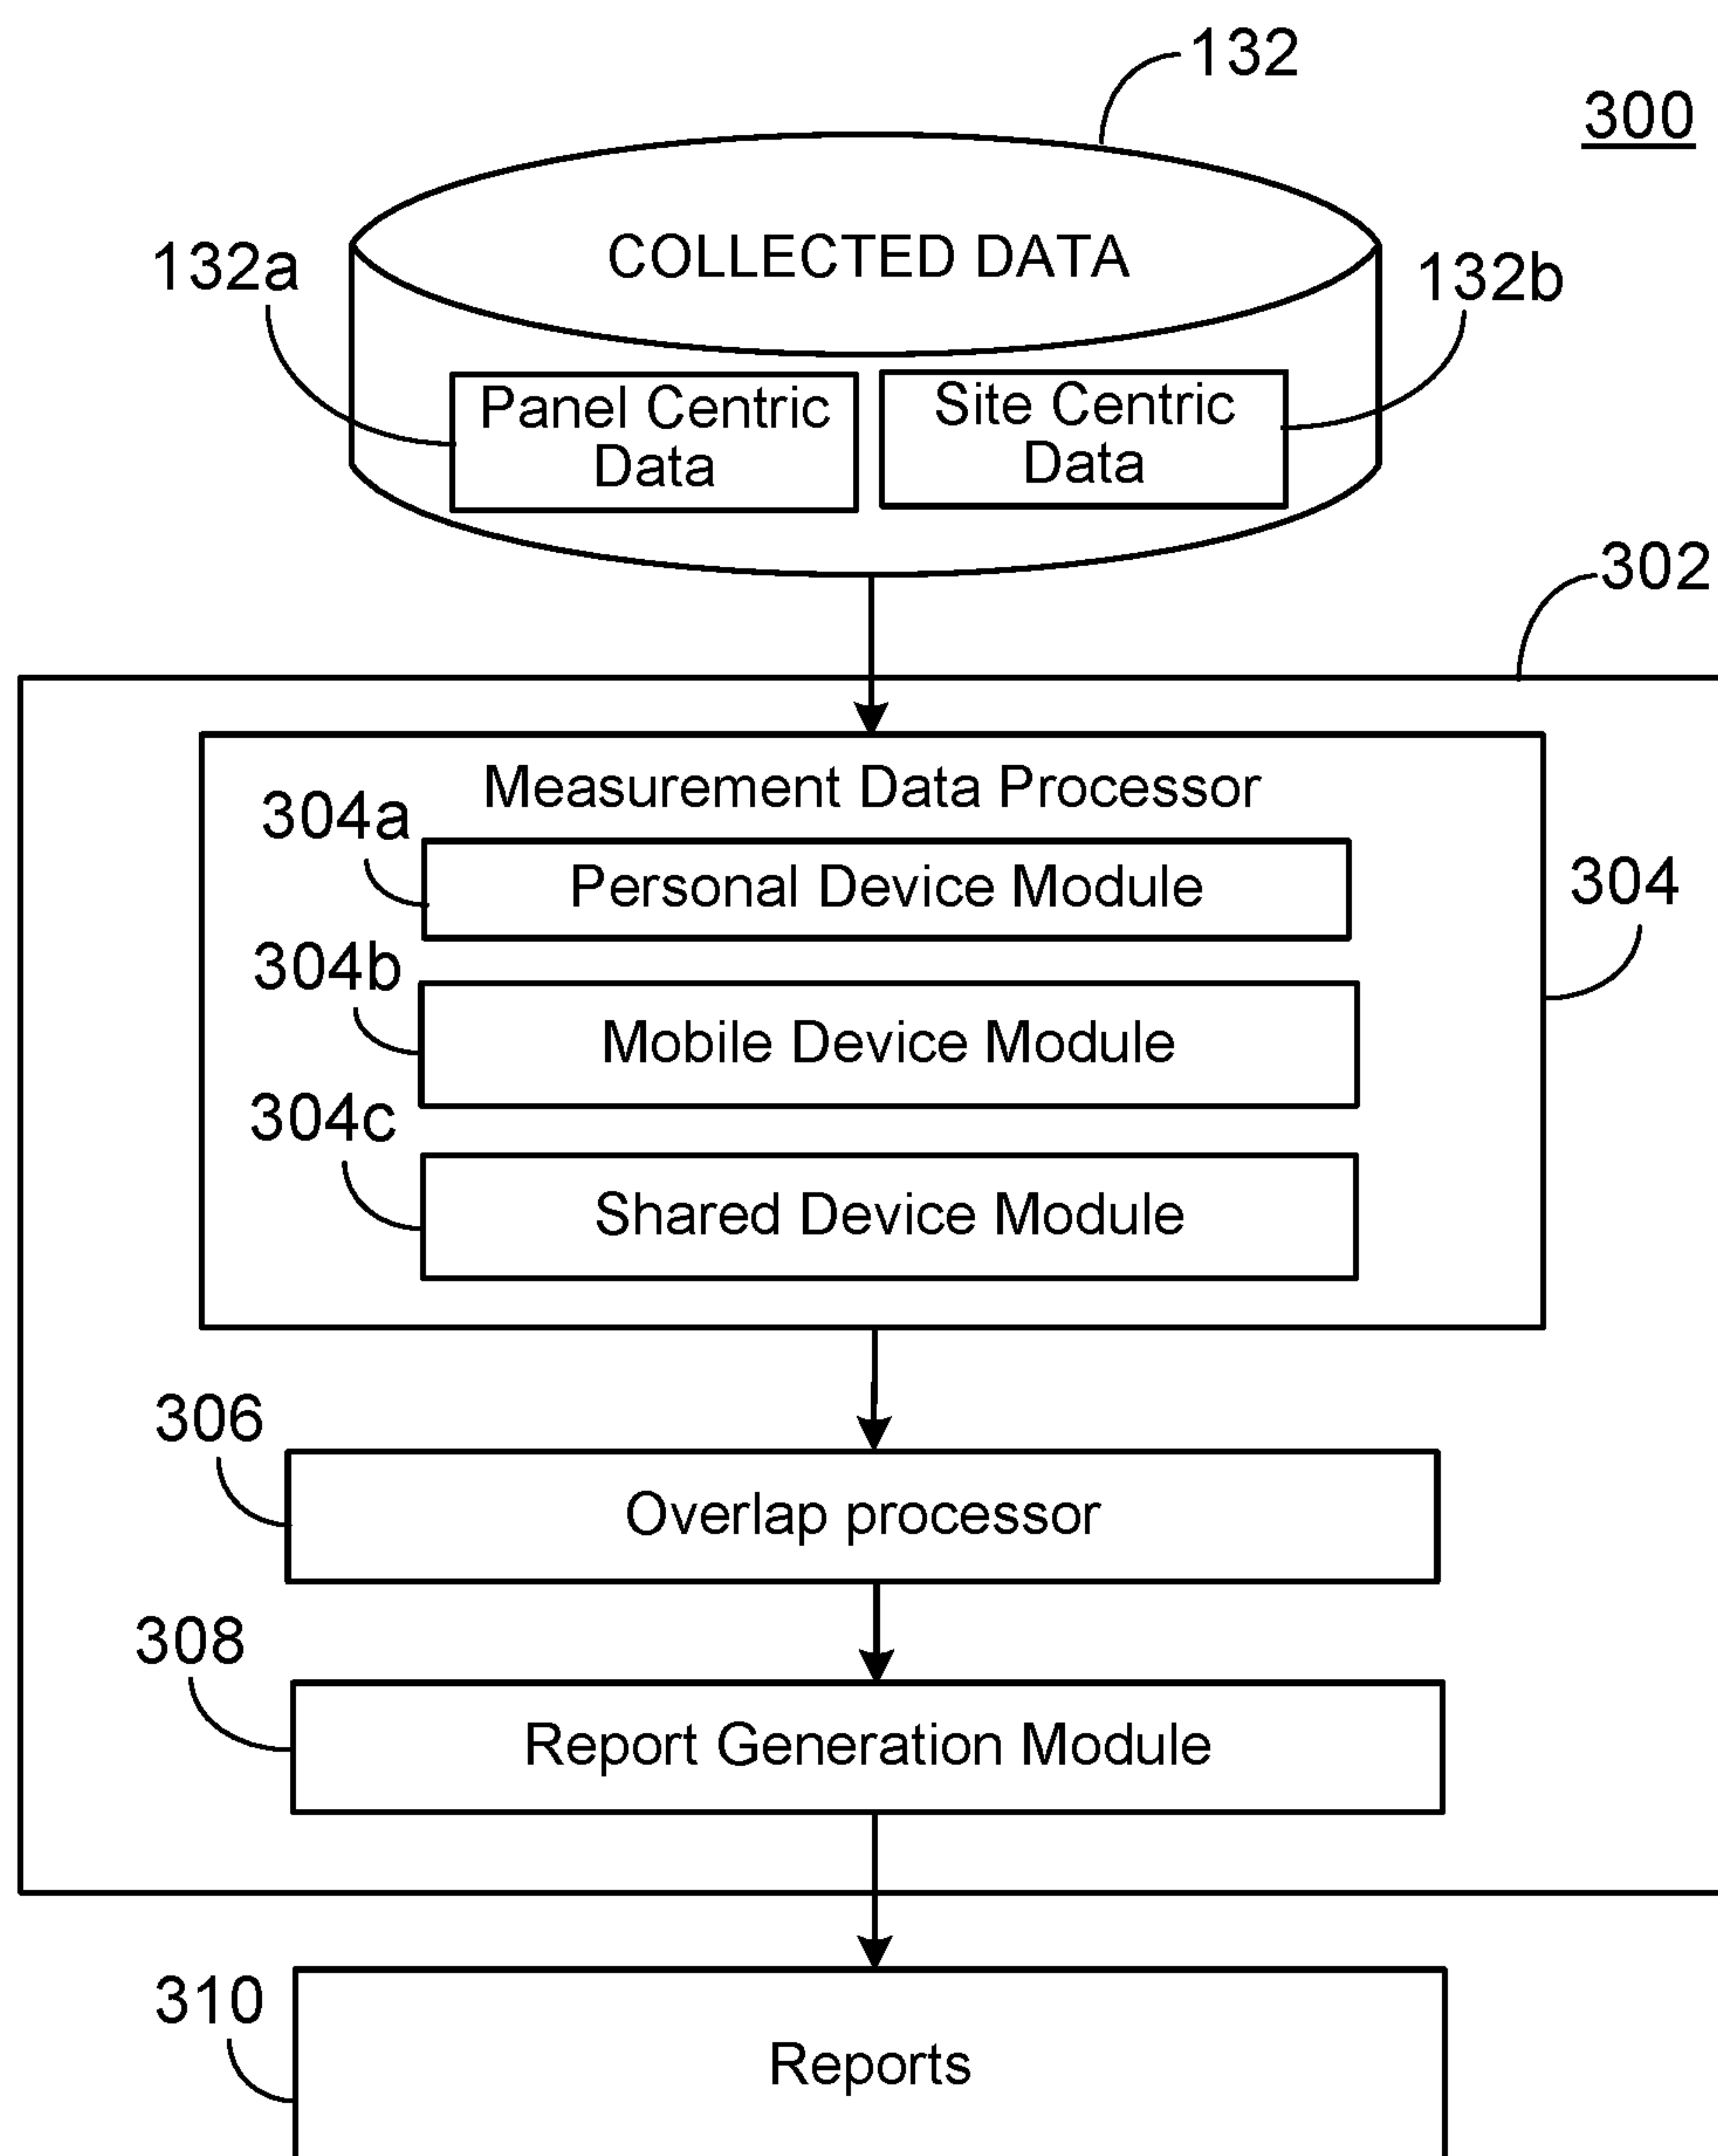 132
300
COLLECTED DATA
132a
132b
Panel Centric
Data
Site Centric
Data
302
Measurement Data Processor
304a
Personal Device Module
304
304b
Mobile Device Module
304c
Shared Device Module
306
Overlap processor
308
Report Generation Module
310
Reports